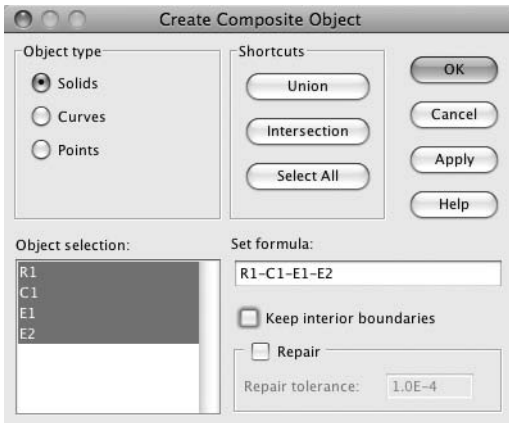 Create Composite Object
Object type
Solids
Curves
Points
Shortcuts
Union
Intersection
Select All
OK
Cancel
Apply
Help
Object selection:
R1
C1
E1
E2
Set formula:
R1-C1-E1-E2
Keep interior boundaries
Repair
Repair tolerance: 1.0E-4